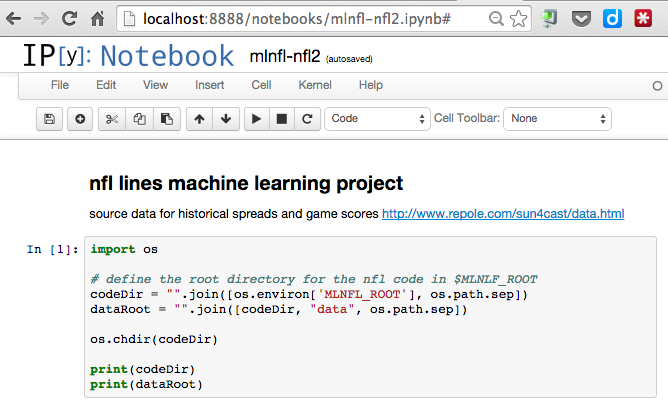 localhost:8888/notebooks/mlnfl-nfl2.ipynb#
IP[y]: Notebook mlnfl-nfl2 (autosaved)
File Edit View Insert Cell Kernel Help
Code Cell Toolbar: None
nfl lines machine learning project
source data for historical spreads and game scores http://www.repole.com/sun4cast/data.html
In [1]: import os
# define the root directory for the nfl code in $MLNLF_ROOT
codeDir = "".join([os.environ['MLNFL_ROOT'], os.path.sep])
dataRoot = "".join([codeDir, "data", os.path.sep])
os.chdir(codeDir)
print(codeDir)
print(dataRoot)